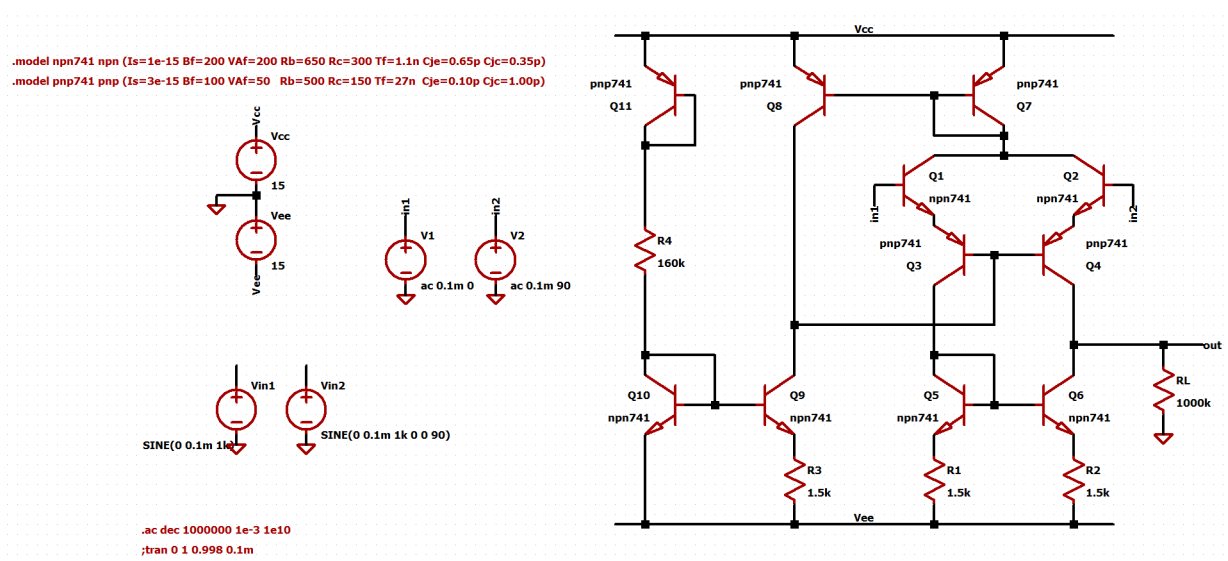 .model npn741 npn (Is=1e-15 Bf=200 VAf=200 Rb=650 Rc=300 Tf=1.1n Cje=0.65p Cjc=0.35p)
.model pnp741 pnp (Is=3e-15 Bf=100 VAf=50 Rb=500 Rc=150 Tf=27n Cje=0.10p Cjc=1.00p)
Vcc
Vcc
15
Vee
15
Vee
in1
V1
ac 0.1m 0
in2
V2
ac 0.1m 90
Vin1
SINE(0 0.1m 1k)
Vin2
SINE(0 0.1m 1k 0 0 90)
.ac dec 1000000 1e-3 1e10
;tran 0 1 0.998 0.1m
Vcc
pnp741
Q11
pnp741
Q8
pnp741
Q7
Q1
npn741
in1
Q2
npn741
in2
pnp741
Q3
pnp741
Q4
R4
160k
Q10
npn741
Q9
npn741
Q5
npn741
Q6
npn741
out
RL
1000k
R3
1.5k
R1
1.5k
R2
1.5k
Vee